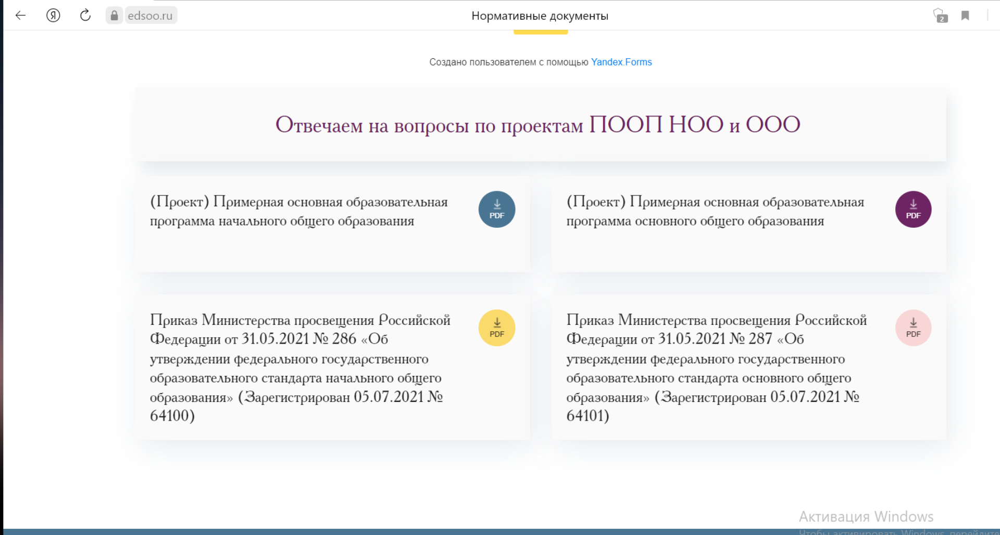 Я
edsoo.ru
Нормативные документы
2
Создано пользователем с помощью Yandex.Forms
Отвечаем на вопросы по проектам ПООП НОО и ООО
(Проект) Примерная основная образовательная
программа начального общего образования
PDF
(Проект) Примерная основная образовательная
программа основного общего образования
PDF
Приказ Министерства просвещения Российской
Федерации от 31.05.2021 № 286 «Об
утверждении федерального государственного
образовательного стандарта начального общего
образования» (Зарегистрирован 05.07.2021 №
64100)
PDF
Приказ Министерства просвещения Российской
Федерации от 31.05.2021 № 287 «Об
утверждении федерального государственного
образовательного стандарта основного общего
образования» (Зарегистрирован 05.07.2021 №
64101)
PDF
Активация Windows
Чтобы активировать Windows, перейдите